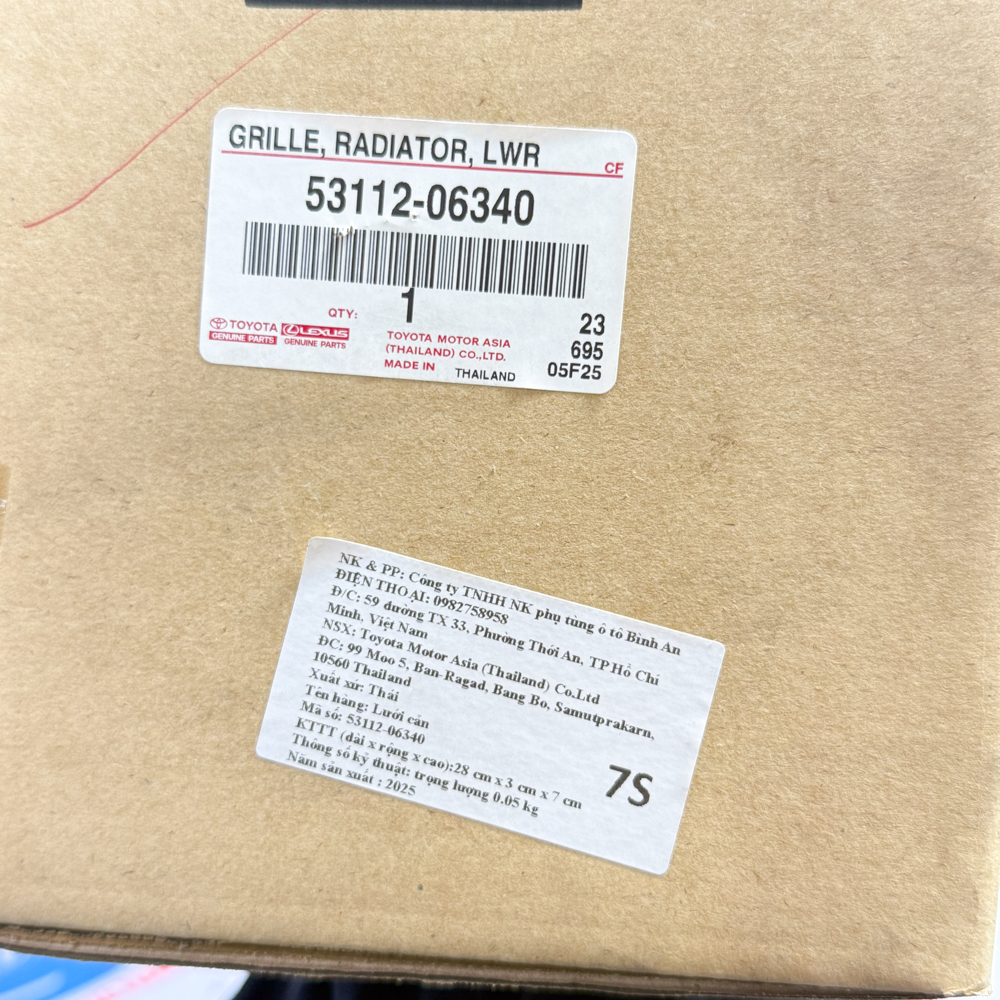 GRILLE, RADIATOR, LWR
CF
53112-06340
QTY: 1
TOYOTA
GENUINE PARTS
LEXUS
GENUINE PARTS
TOYOTA MOTOR ASIA
(THAILAND) CO.,LTD.
MADE IN THAILAND
23
695
05F25
NK & PP: Công ty TNHH NK phụ tùng ô tô Bình An
ĐIỆN THOẠI: 0982758958
Đ/C: 59 đường TX 33, Phường Thới An, TP Hồ Chí
Minh, Việt Nam
NSX: Toyota Motor Asia (Thailand) Co.Ltd
ĐC: 99 Moo 5, Ban-Ragad, Bang Bo, Samutprakarn,
10560 Thailand
Xuất xứ: Thái
Tên hàng: Lưới cản
Mã số: 53112-06340
KTTT (dài x rộng x cao):28 cm x 3 cm x 7 cm
Thông số kỹ thuật: trọng lượng 0.05 kg
Năm sản xuất : 2025
7S